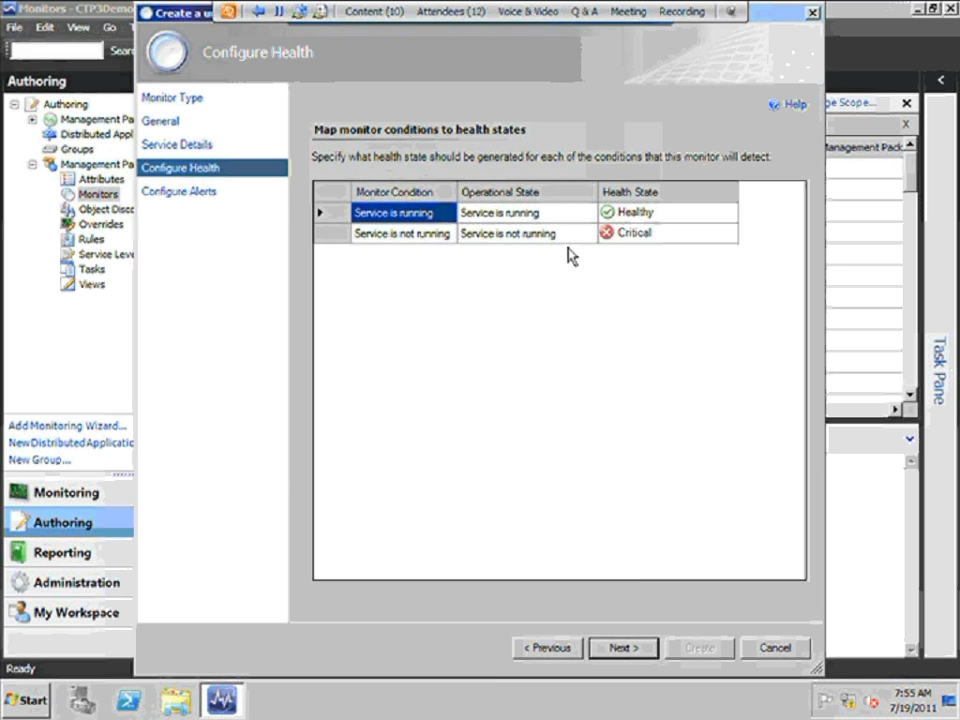 Monitors - CTP3Demo
Create a u
Content (10) Attendees (12) Voice & Video Q & A Meeting Recording
File Edit View Go T
Sear
Configure Health
Authoring
Authoring
Management Pa
Distributed Appl
Groups
Management Pa
Attributes
Monitors
Object Disco
Overrides
Rules
Service Leve
Tasks
Views
Add Monitoring Wizard...
New Distributed Applicatic
New Group...
Monitoring
Authoring
Reporting
Administration
My Workspace
Ready
Monitor Type
General
Service Details
Configure Health
Configure Alerts
Help
Map monitor conditions to health states
Specify what health state should be generated for each of the conditions that this monitor will detect:
Monitor Condition Operational State Health State
Service is running Service is running Healthy
Service is not running Service is not running Critical
< Previous Next > Create Cancel
pe Scope...
Management Pack
Task Pane
Start
7:55 AM
7/19/2011